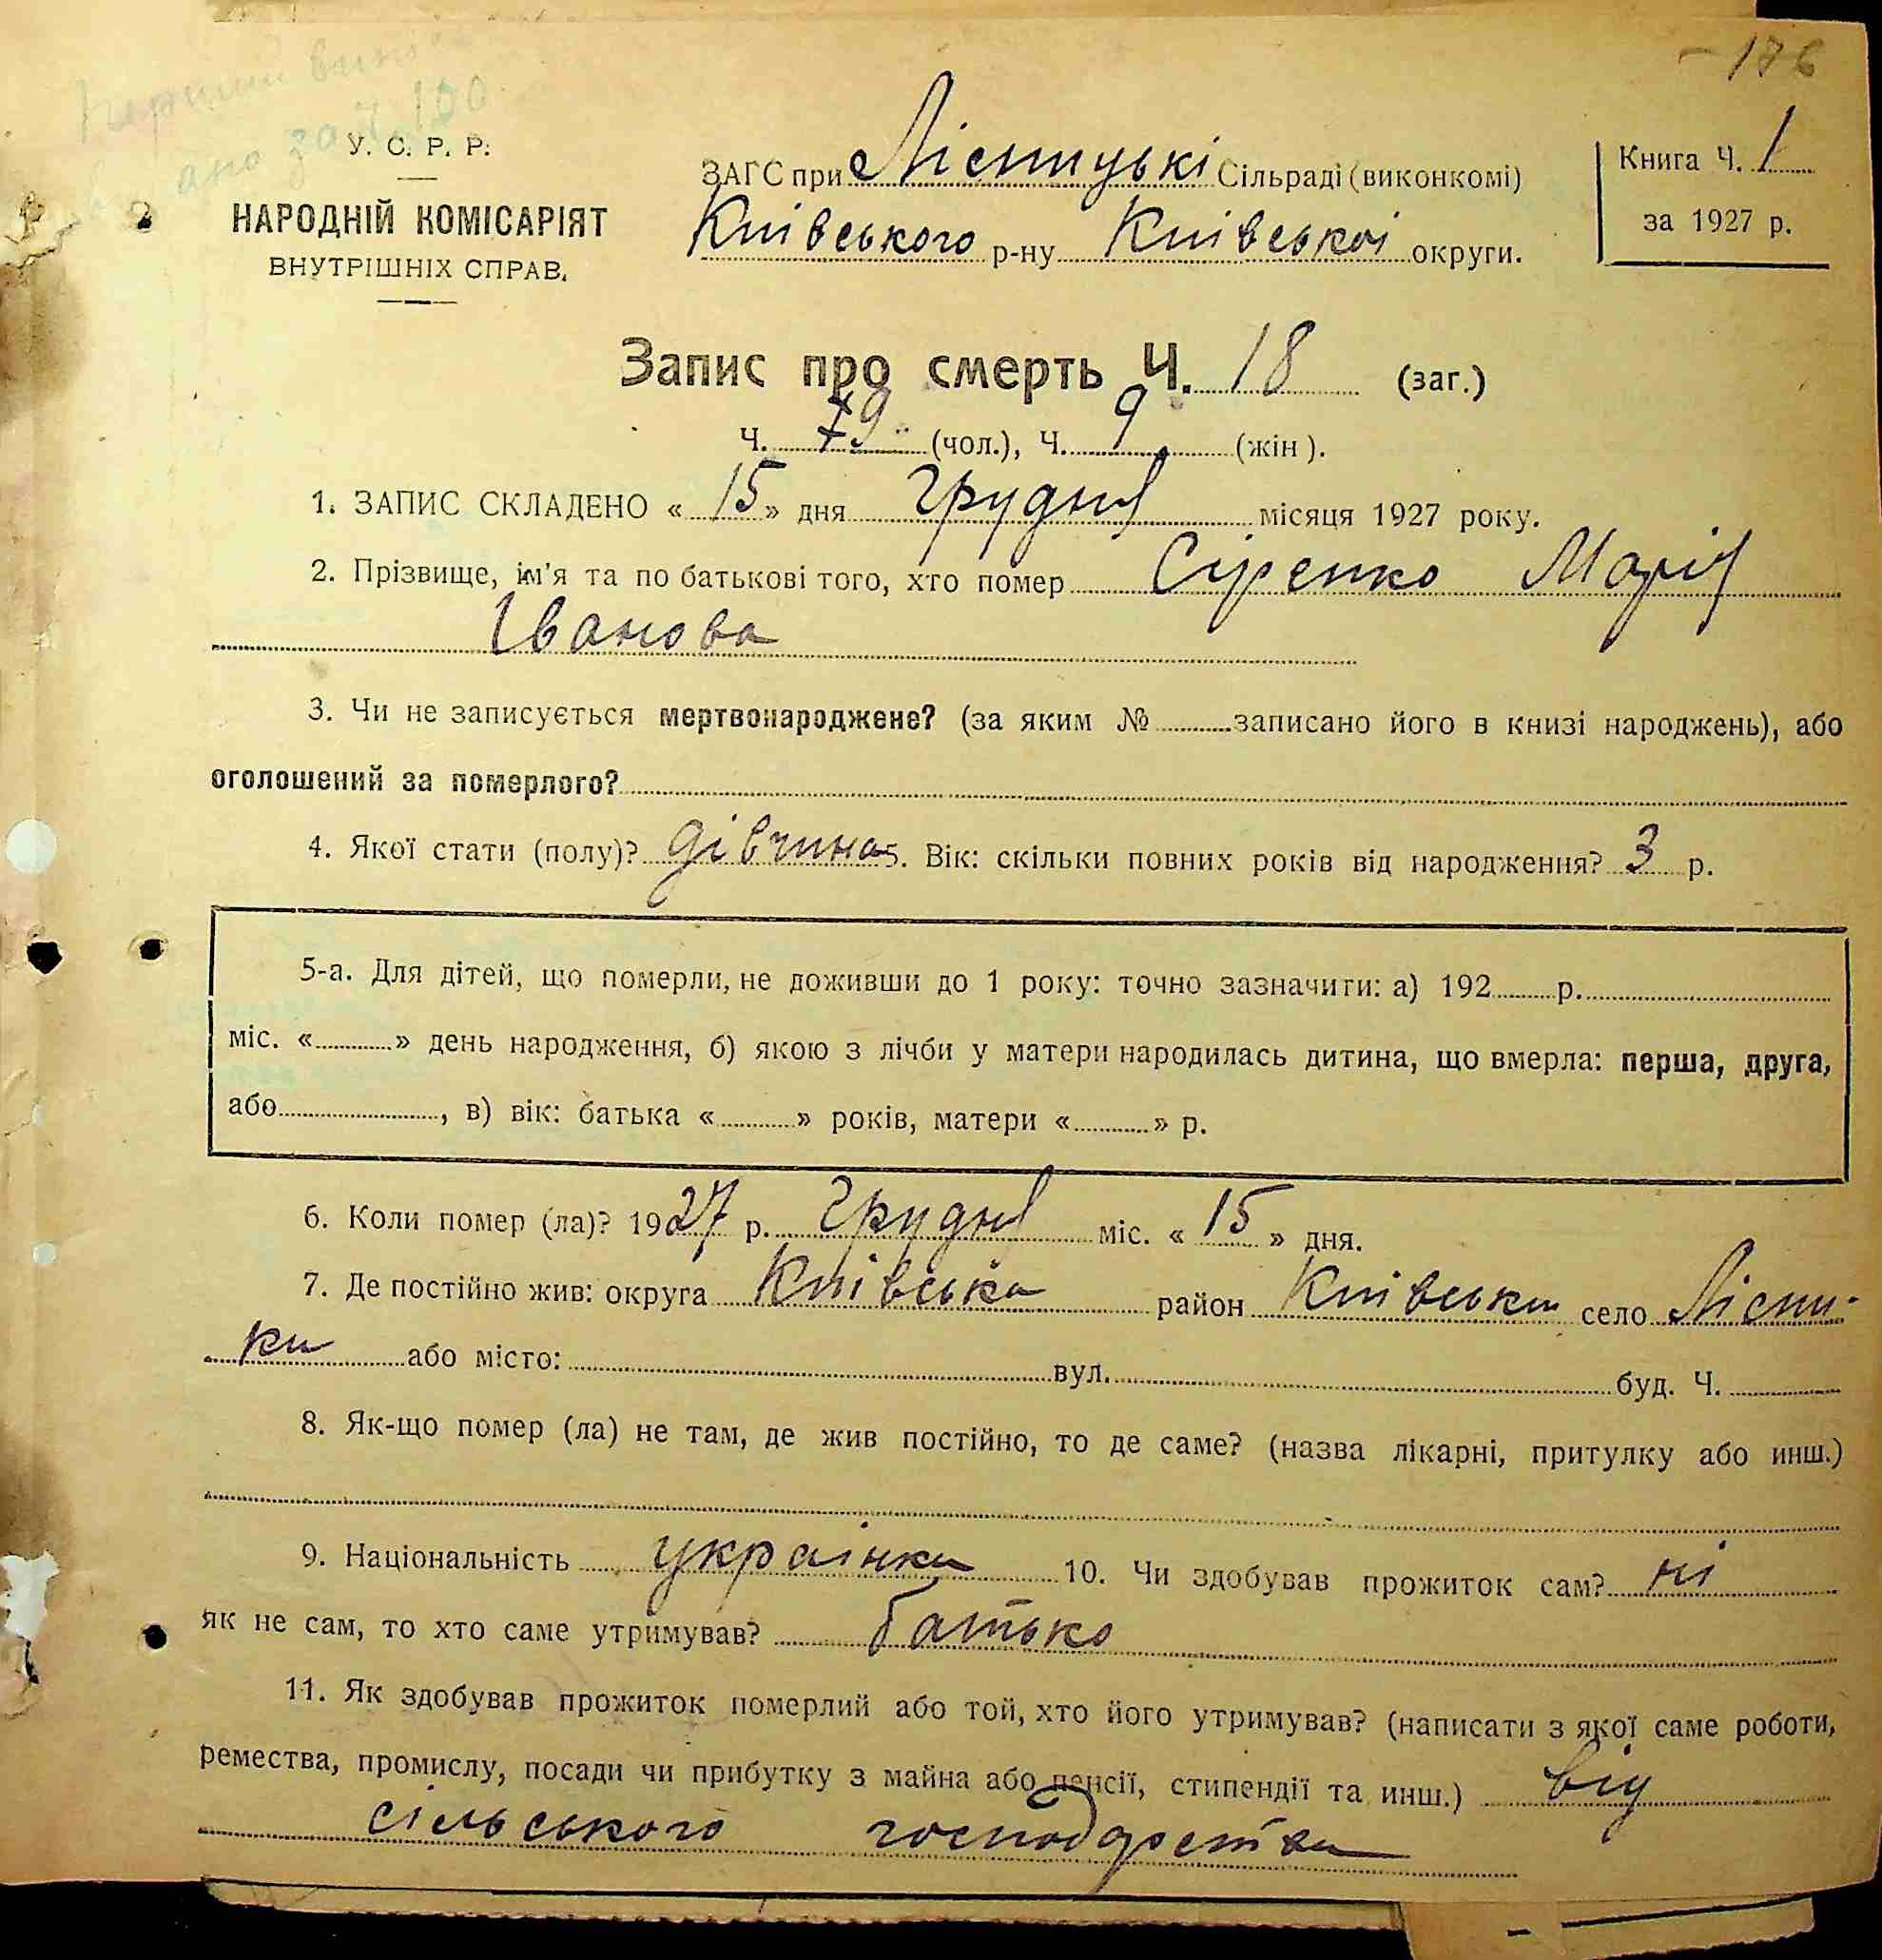 176
У. С. Р. Р.
НАРОДНІЙ КОМІСАРІЯТ
ВНУТРІШНІХ СПРАВ.
ЗАГС при Лісницькі Сільраді (виконкомі)
Київського р-ну Київської округи.
Книга Ч. 1
за 1927 р.
Запис про смерть Ч. 18 (заг.)
Ч. 9 (чол.), Ч. 9 (жін).
1. ЗАПИС СКЛАДЕНО « 15 » дня грудня місяця 1927 року.
2. Прізвище, ім'я та по батькові того, хто помер Сіренко Марія
Іванова
3. Чи не записується мертвонароджене? (за яким № записано його в книзі народжень), або
оголошений за померлого?
4. Якої стати (полу)? дівчина 5. Вік: скільки повних років від народження? 3 р.
5-а. Для дітей, що померли, не доживши до 1 року: точно зазначити: а) 192 р.
міс. « » день народження, б) якою з лічби у матери народилась дитина, що вмерла: перша, друга,
або , в) вік: батька « » років, матери « » р.
6. Коли помер (ла)? 1927 р. грудня міс. « 15 » дня.
7. Де постійно жив: округа Київська район Київськи село Лісни-
ки або місто: вул. буд. Ч.
8. Як-що помер (ла) не там, де жив постійно, то де саме? (назва лікарні, притулку або инш.)
9. Національність украінка 10. Чи здобував прожиток сам? ні
як не сам, то хто саме утримував? батько
11. Як здобував прожиток померлий або той, хто його утримував? (написати з якої саме роботи,
ремества, промислу, посади чи прибутку з майна або пенсії, стипендії та инш.) від
сільського господарства